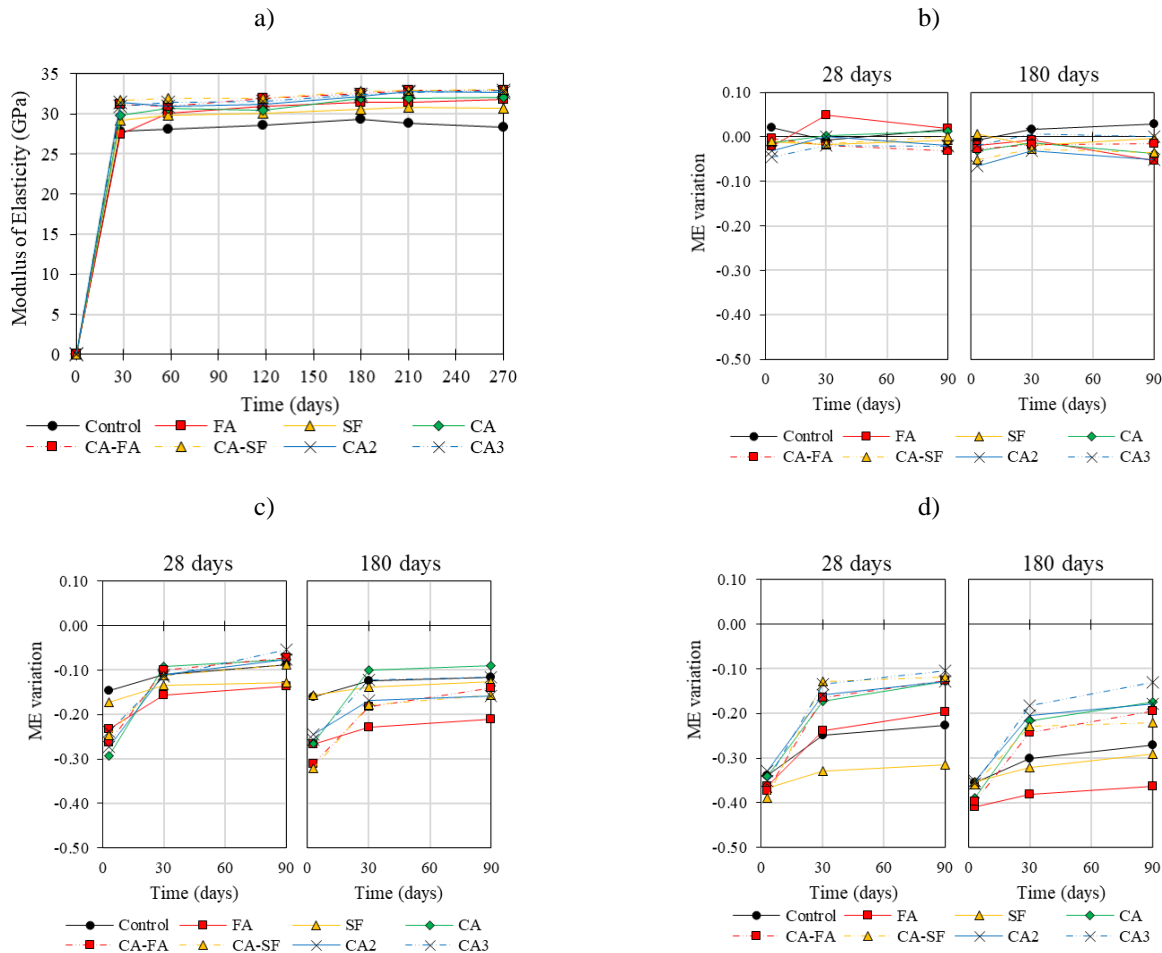 a)
b)
35
30
25
20
15
10
5
0
Modulus of Elasticity (GPa)
0 30 60 90 120 150 180 210 240 270
Time (days)
Control FA SF CA
CA-FA CA-SF CA2 CA3
28 days 180 days
0.10
0.00
-0.10
-0.20
-0.30
-0.40
-0.50
ME variation
0 30 60 90 0 30 60 90
Time (days) Time (days)
Control FA SF CA
CA-FA CA-SF CA2 CA3
c)
d)
28 days 180 days
0.10
0.00
-0.10
-0.20
-0.30
-0.40
-0.50
ME variation
0 30 60 90 0 30 60 90
Time (days) Time (days)
Control FA SF CA
CA-FA CA-SF CA2 CA3
28 days 180 days
0.10
0.00
-0.10
-0.20
-0.30
-0.40
-0.50
ME variation
0 30 60 90 0 30 60 90
Time (days) Time (days)
Control FA SF CA
CA-FA CA-SF CA2 CA3